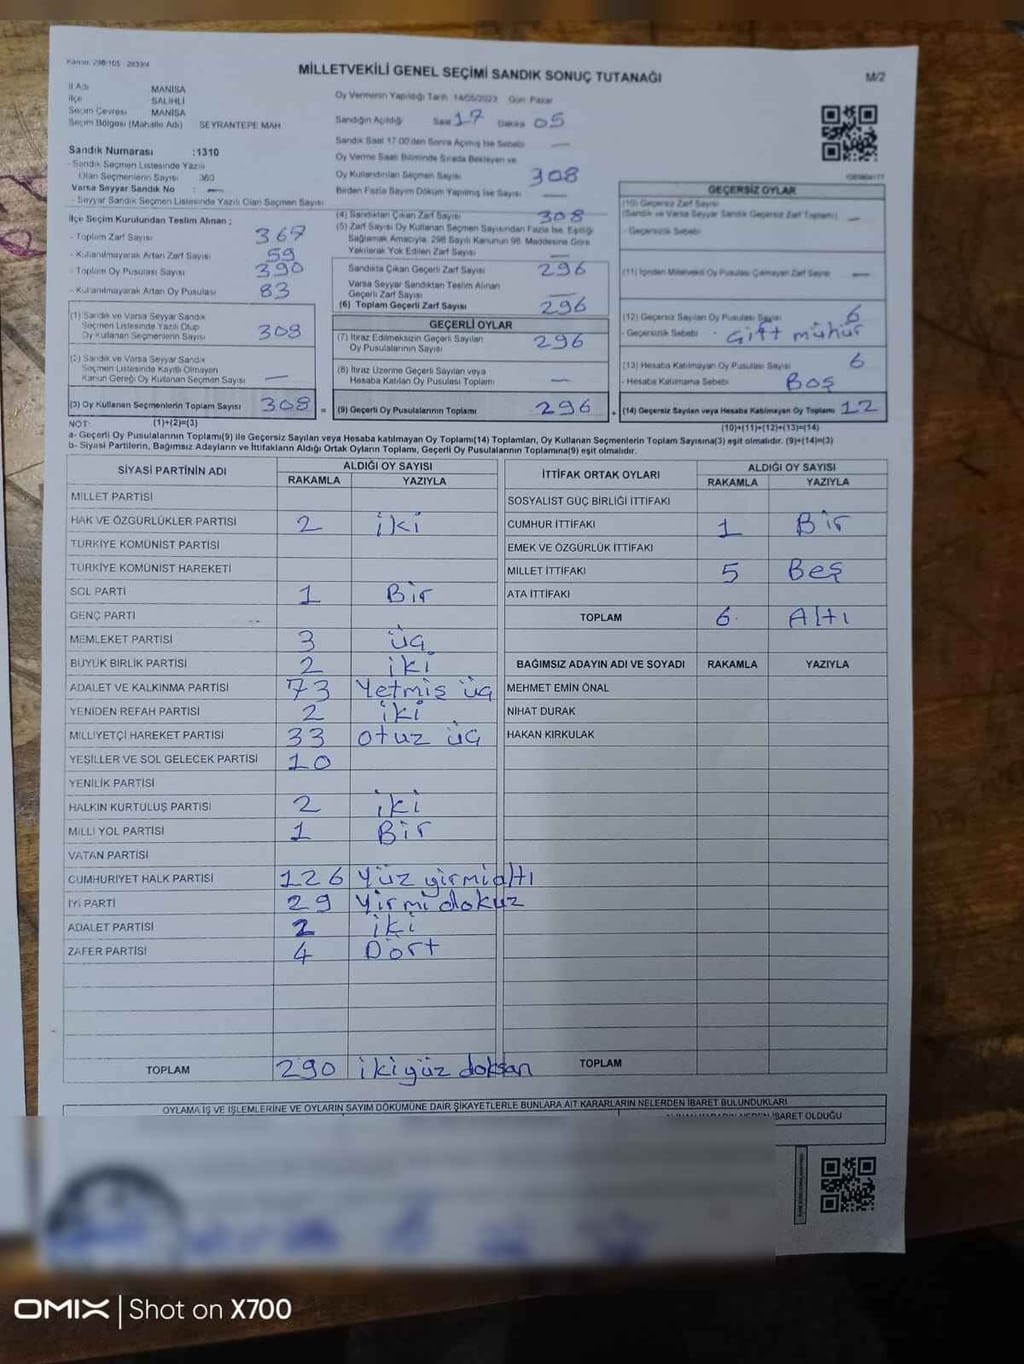 Kanun: 298/105 - 2839/4
MİLLETVEKİLİ GENEL SEÇİMİ SANDIK SONUÇ TUTANAĞI
M/2
İl Adı MANİSA
İlçe SALİHLİ
Seçim Çevresi MANİSA
Seçim Bölgesi (Mahalle Adı) SEYRANTEPE MAH
Oy Vermenin Yapıldığı Tarih 14/05/2023 Gün Pazar
Sandığın Açıldığı Saat 17 Dakika 05
Sandık Saat 17.00'den Sonra Açılmış İse Sebebi —
Oy Verme Saati Bitiminde Sırada Bekleyen ve
Oy Kullandırılan Seçmen Sayısı 308
Birden Fazla Sayım Döküm Yapılmış İse Sayısı —
Sandık Numarası :1310
- Sandık Seçmen Listesinde Yazılı
Olan Seçmenlerin Sayısı 360
Varsa Seyyar Sandık No : —
- Seyyar Sandık Seçmen Listesinde Yazılı Olan Seçmen Sayısı
İlçe Seçim Kurulundan Teslim Alınan ;
- Toplam Zarf Sayısı 367
- Kullanılmayarak Artan Zarf Sayısı 59
- Toplam Oy Pusulası Sayısı 390
- Kullanılmayarak Artan Oy Pusulası 83
(1) Sandık ve Varsa Seyyar Sandık
Seçmen Listesinde Yazılı Olup
Oy Kullanan Seçmenlerin Sayısı 308
(2) Sandık ve Varsa Seyyar Sandık
Seçmen Listesinde Kayıtlı Olmayan
Kanun Gereği Oy Kullanan Seçmen Sayısı —
(3) Oy Kullanan Seçmenlerin Toplam Sayısı 308
(4) Sandıktan Çıkan Zarf Sayısı 308
(5) Zarf Sayısı Oy Kullanan Seçmen Sayısından Fazla İse, Eşitliği
Sağlamak Amacıyla, 298 Sayılı Kanunun 98. Maddesine Göre
Yakılarak Yok Edilen Zarf Sayısı —
Sandıkta Çıkan Geçerli Zarf Sayısı 296
Varsa Seyyar Sandıktan Teslim Alınan
Geçerli Zarf Sayısı —
(6) Toplam Geçerli Zarf Sayısı 296
GEÇERLİ OYLAR
(7) İtiraz Edilmeksizin Geçerli Sayılan
Oy Pusulalarının Sayısı 296
(8) İtiraz Üzerine Geçerli Sayılan veya
Hesaba Katılan Oy Pusulası Toplamı —
= (9) Geçerli Oy Pusulalarının Toplamı 296
GEÇERSİZ OYLAR
(10) Geçersiz Zarf Sayısı
(Sandık ve Varsa Seyyar Sandık Geçersiz Zarf Toplamı) —
- Geçersizlik Sebebi
(11) İçinden Milletvekili Oy Pusulası Çıkmayan Zarf Sayısı —
(12) Geçersiz Sayılan Oy Pusulası Sayısı 6
- Geçersizlik Sebebi · Çift mühür
(13) Hesaba Katılmayan Oy Pusulası Sayısı 6
- Hesaba Katılmama Sebebi Boş
+ (14) Geçersiz Sayılan veya Hesaba Katılmayan Oy Toplamı 12
NOT: (1)+(2)=(3)
(10)+(11)+(12)+(13)=(14)
a- Geçerli Oy Pusulalarının Toplamı(9) ile Geçersiz Sayılan veya Hesaba katılmayan Oy Toplamı(14) Toplamları, Oy Kullanan Seçmenlerin Toplam Sayısına(3) eşit olmalıdır. (9)+(14)=(3)
b- Siyasi Partilerin, Bağımsız Adayların ve İttifakların Aldığı Ortak Oyların Toplamı, Geçerli Oy Pusulalarının Toplamına(9) eşit olmalıdır.
SİYASİ PARTİNİN ADI
ALDIĞI OY SAYISI
RAKAMLA YAZIYLA
MİLLET PARTİSİ
HAK VE ÖZGÜRLÜKLER PARTİSİ 2 iki
TÜRKİYE KOMÜNİST PARTİSİ
TÜRKİYE KOMÜNİST HAREKETİ
SOL PARTİ 1 Bir
GENÇ PARTİ --
MEMLEKET PARTİSİ 3 üç
BÜYÜK BİRLİK PARTİSİ 2 iki
ADALET VE KALKINMA PARTİSİ 73 Yetmiş üç
YENİDEN REFAH PARTİSİ 2 iki
MİLLİYETÇİ HAREKET PARTİSİ 33 otuz üç
YEŞİLLER VE SOL GELECEK PARTİSİ 10
YENİLİK PARTİSİ
HALKIN KURTULUŞ PARTİSİ 2 iki
MİLLİ YOL PARTİSİ 1 Bir
VATAN PARTİSİ
CUMHURİYET HALK PARTİSİ 126 Yüz yirmi altı
İYİ PARTİ 29 Yirmi dokuz
ADALET PARTİSİ 2 iki
ZAFER PARTİSİ 4 Dört
TOPLAM 290 iki yüz doksan
İTTİFAK ORTAK OYLARI
ALDIĞI OY SAYISI
RAKAMLA YAZIYLA
SOSYALİST GÜÇ BİRLİĞİ İTTİFAKI
CUMHUR İTTİFAKI 1 Bir
EMEK VE ÖZGÜRLÜK İTTİFAKI
MİLLET İTTİFAKI 5 Beş
ATA İTTİFAKI
TOPLAM 6 Altı
BAĞIMSIZ ADAYIN ADI VE SOYADI RAKAMLA YAZIYLA
MEHMET EMİN ÖNAL
NİHAT DURAK
HAKAN KIRKULAK
TOPLAM
OYLAMA İŞ VE İŞLEMLERİNE VE OYLARIN SAYIM DÖKÜMÜNE DAİR ŞİKAYETLERLE BUNLARA AİT KARARLARIN NELERDEN İBARET BULUNDUKLARI
İBARET OLDUĞU
OMIX | Shot on X700